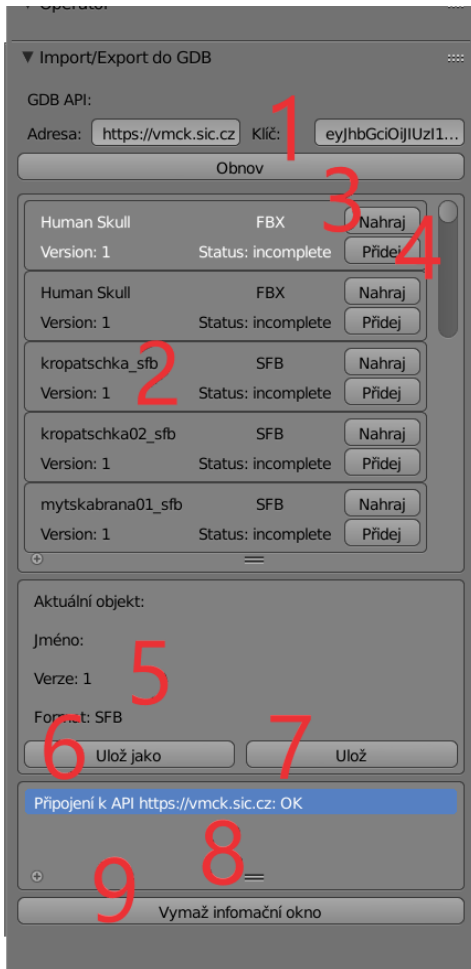 Operator
▼ Import/Export do GDB
GDB API:
Adresa: https://vmck.sic.cz Klíč: eyJhbGciOiJIUzI1...
1
Obnov
3
Human Skull FBX Nahraj
4
Version: 1 Status: incomplete Přidej
Human Skull FBX Nahraj
Version: 1 Status: incomplete Přidej
kropatschka_sfb SFB Nahraj
2
Version: 1 Status: incomplete Přidej
kropatschka02_sfb SFB Nahraj
Version: 1 Status: incomplete Přidej
mytskabrana01_sfb SFB Nahraj
Version: 1 Status: incomplete Přidej
Aktuální objekt:
Jméno:
5
Verze: 1
Format: SFB
6 7
Ulož jako Ulož
Připojení k API https://vmck.sic.cz: OK
8
9
Vymaž infomační okno